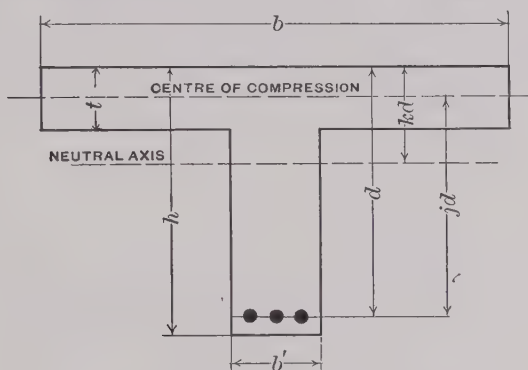 b
t
CENTRE OF COMPRESSION
kd
NEUTRAL AXIS
h
d
jd
b'